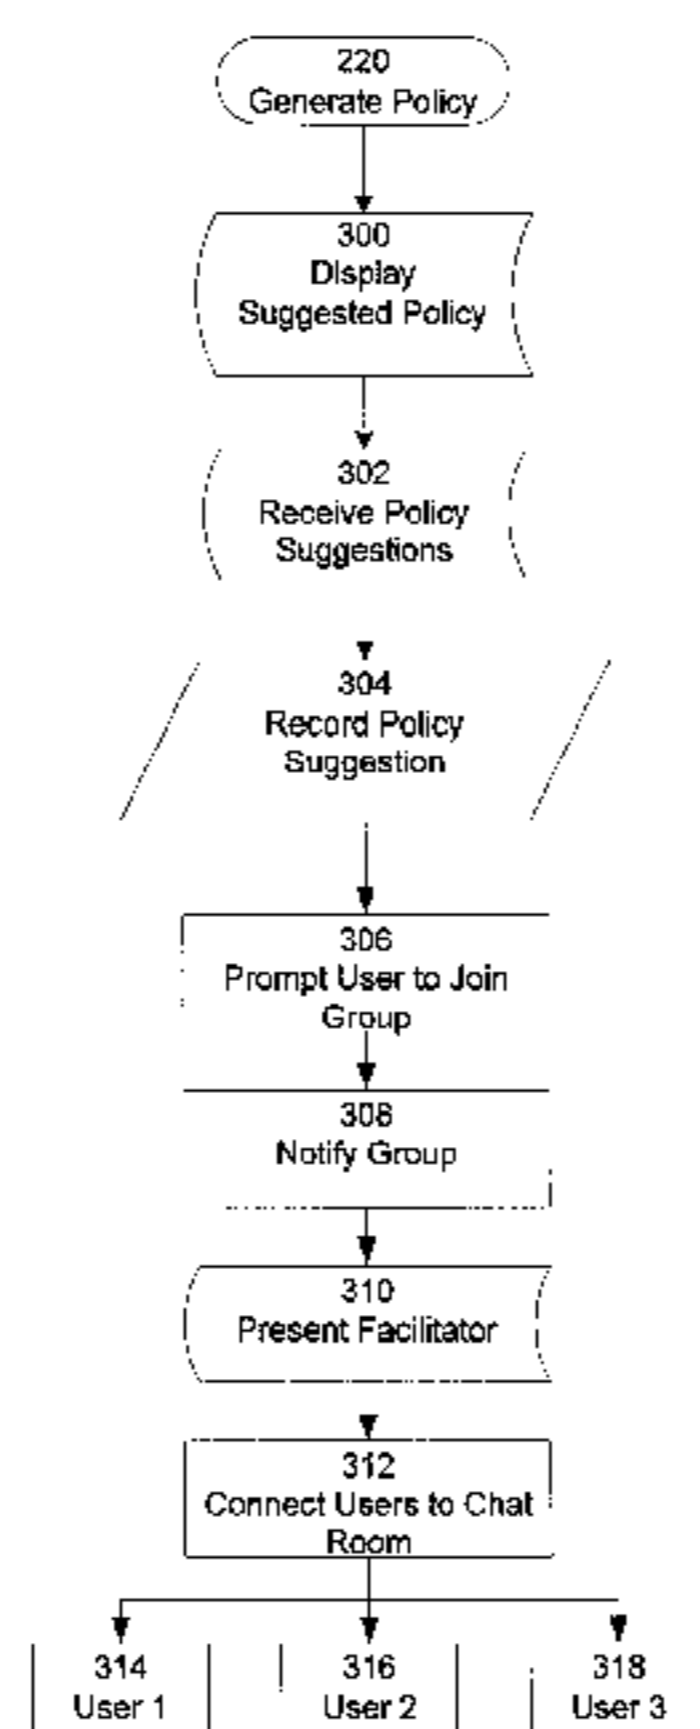 220
Generate Policy
300
Display
Suggested Policy
302
Receive Policy
Suggestions
304
Record Policy
Suggestion
306
Prompt User to Join
Group
308
Notify Group
310
Present Facilitator
312
Connect Users to Chat
Room
314
User 1
316
User 2
318
User 3